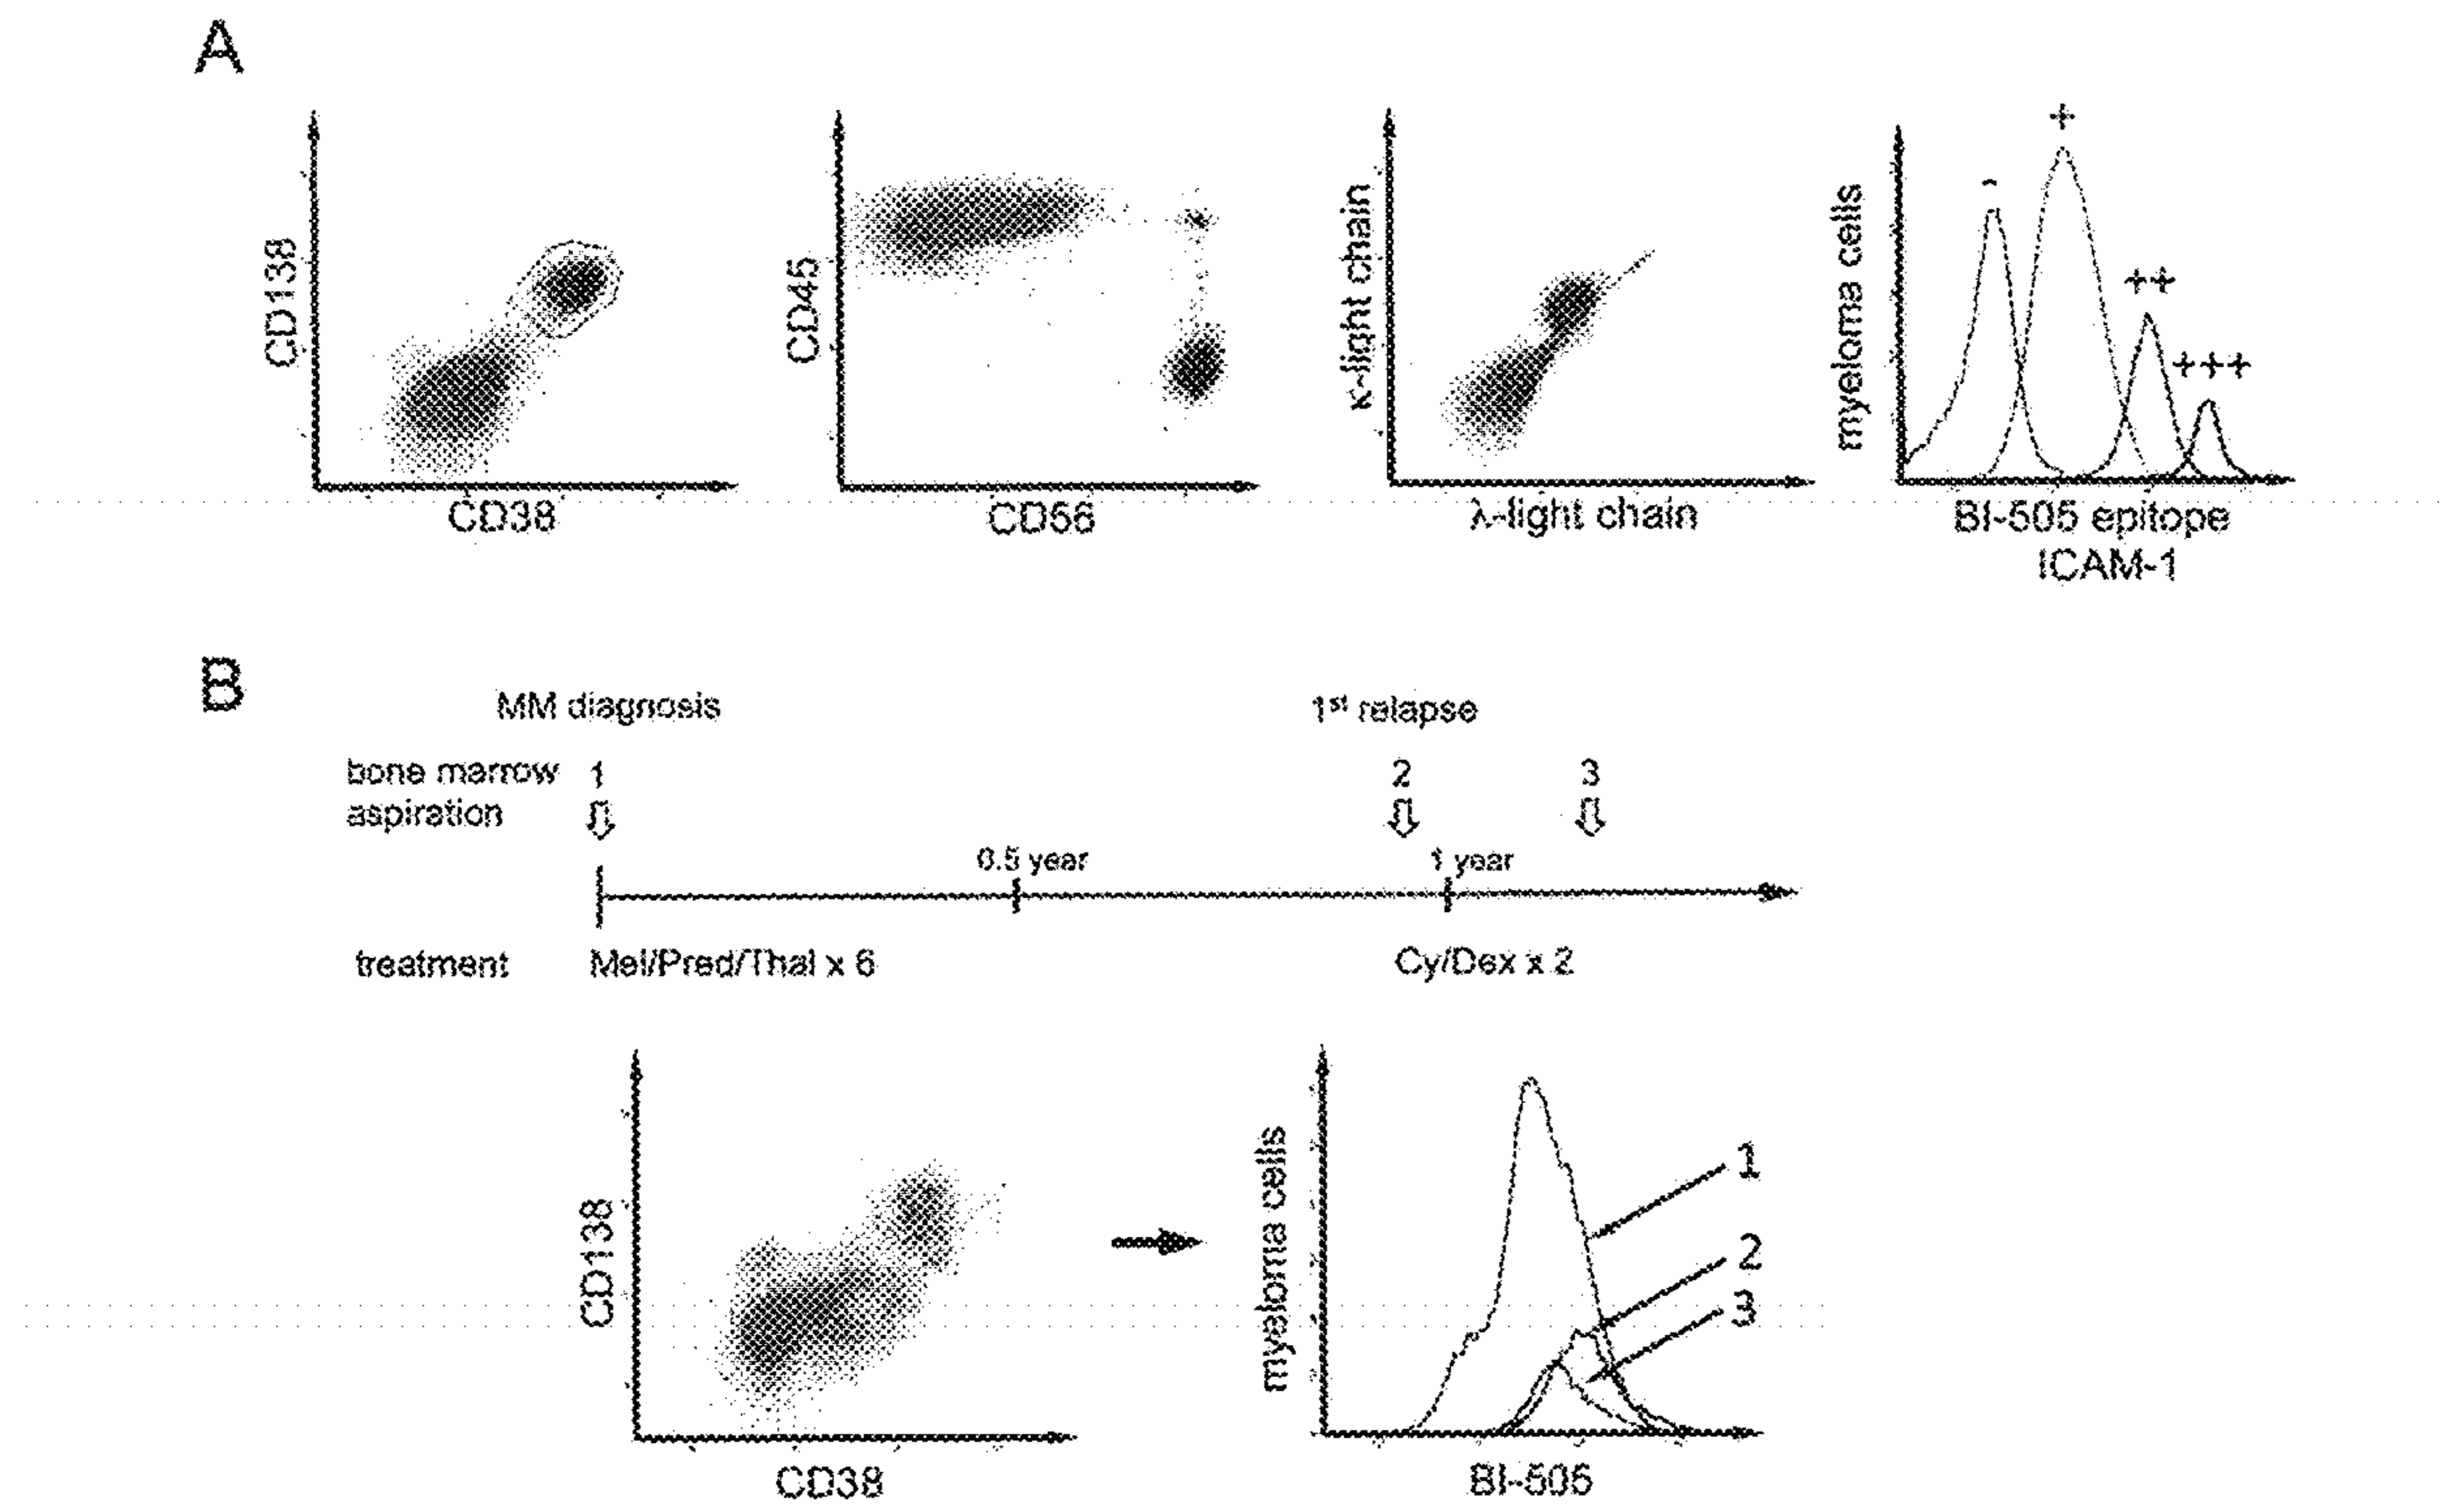 A
CD138
CD38
CD45
CD56
κ-light chain
λ-light chain
myeloma cells
-
+
++
+++
BI-505 epitope
ICAM-1
B
MM diagnosis
1st relapse
bone marrow
aspiration
1
2
3
0.5 year
1 year
treatment
Mel/Pred/Thal x 6
Cy/Dex x 2
CD138
CD38
myeloma cells
1
2
3
BI-505